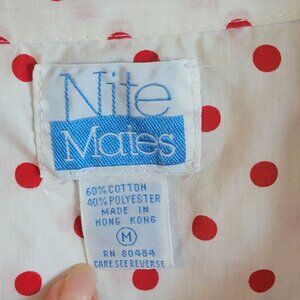 Nite
Mates
60% COTTON
40% POLYESTER
MADE IN
HONG KONG
M
RN 80484
CARE SEE REVERSE